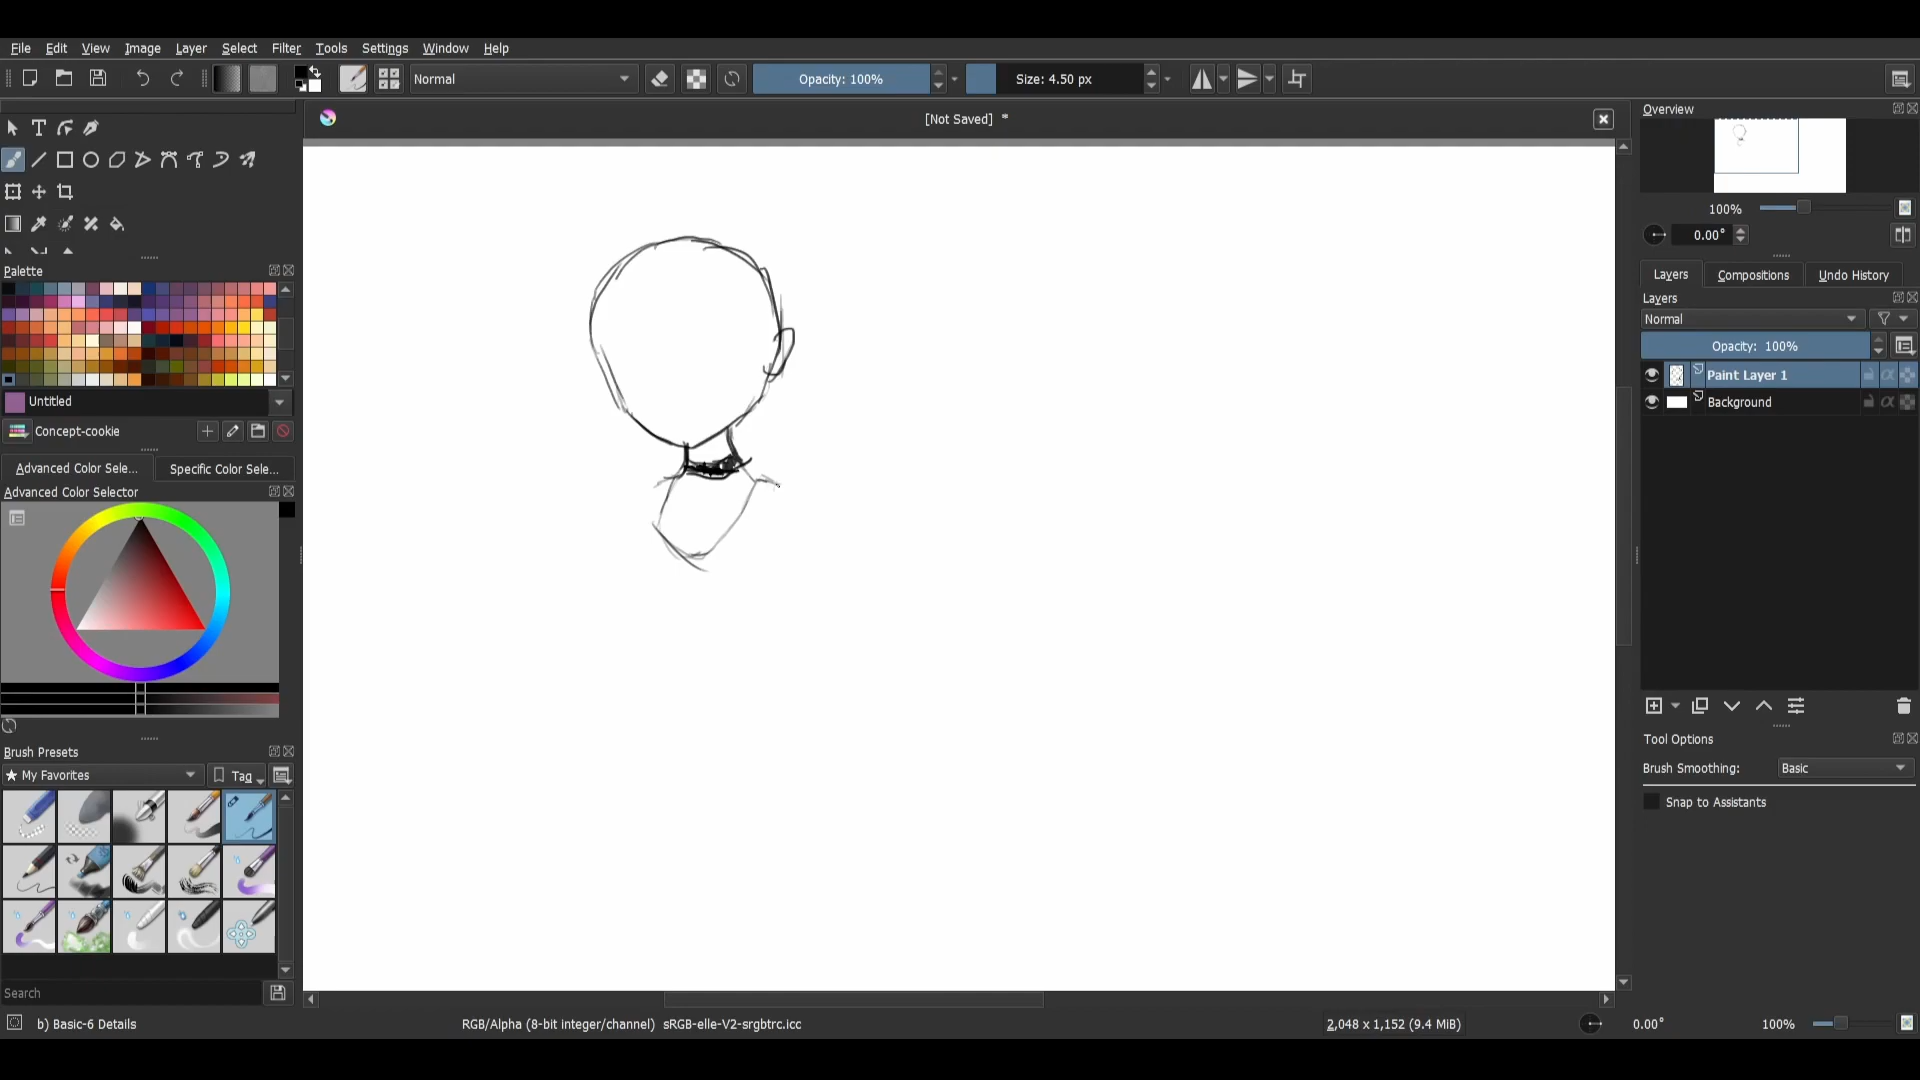 File Edit View Image Layer Select Filter Tools Settings Window Help
Normal Opacity: 100% Size: 4.50 px
[Not Saved] *
Overview
100%
0.00°
Layers Compositions Undo History
Layers
Normal
Opacity: 100%
Paint Layer 1
Background
Tool Options
Brush Smoothing: Basic
Snap to Assistants
Palette
Untitled
Concept-cookie
Advanced Color Sele... Specific Color Sele...
Advanced Color Selector
Brush Presets
My Favorites Tag
Search
b) Basic-6 Details RGB/Alpha (8-bit integer/channel) sRGB-elle-V2-srgbtrc.icc 2,048 x 1,152 (9.4 MiB) 0.00° 100%